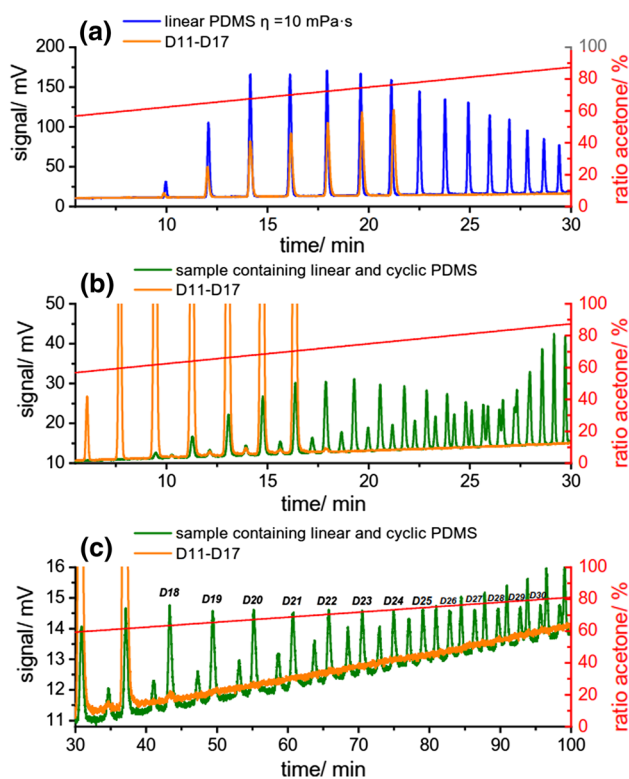 (a)
linear PDMS η =10 mPa·s
D11-D17
200
150
100
50
0
signal/ mV
100
80
60
40
20
0
ratio acetone/ %
10 15 20 25 30
time/ min
(b)
sample containing linear and cyclic PDMS
D11-D17
50
40
30
20
10
signal/ mV
100
80
60
40
20
0
ratio acetone/ %
10 15 20 25 30
time/ min
(c)
sample containing linear and cyclic PDMS
D11-D17
16
15
14
13
12
11
signal/ mV
D18 D19 D20 D21 D22 D23 D24 D25 D26 D27 D28 D29 D30
100
80
60
40
20
0
ratio acetone/ %
30 40 50 60 70 80 90 100
time/ min